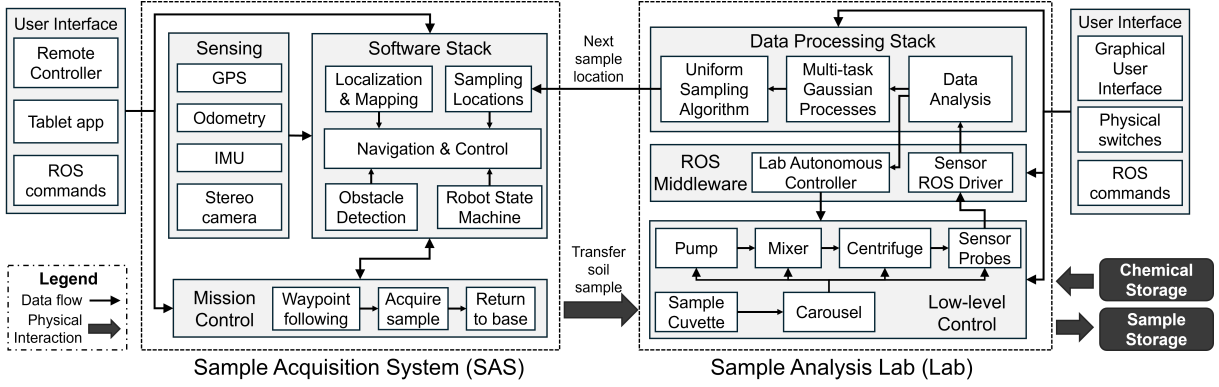 User Interface
Remote
Controller
Tablet app
ROS
commands
Legend
Data flow
Physical
Interaction
Sensing
GPS
Odometry
IMU
Stereo
camera
Software Stack
Localization
& Mapping
Sampling
Locations
Navigation & Control
Obstacle
Detection
Robot State
Machine
Mission
Control
Waypoint
following
Acquire
sample
Return
to base
Sample Acquisition System (SAS)
Next
sample
location
Transfer
soil
sample
Data Processing Stack
Uniform
Sampling
Algorithm
Multi-task
Gaussian
Processes
Data
Analysis
ROS
Middleware
Lab Autonomous
Controller
Sensor
ROS Driver
Pump
Mixer
Centrifuge
Sensor
Probes
Sample
Cuvette
Carousel
Low-level
Control
Sample Analysis Lab (Lab)
User Interface
Graphical
User
Interface
Physical
switches
ROS
commands
Chemical
Storage
Sample
Storage